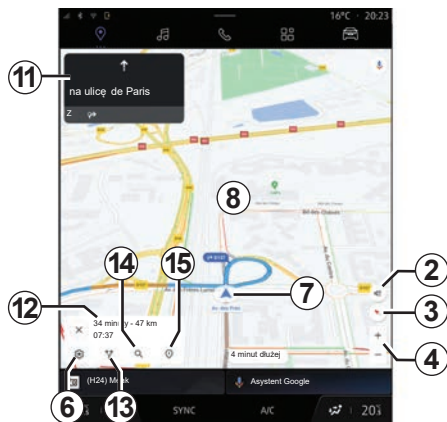 16°C · 20:23
11
na ulicę de Paris
Z
8
14
15
12
34 minuty - 47 km
07:37
7
2
3
4
4 minut dłużej
6
13
(H24) M
Asystent Google
SYNC
A/C
20